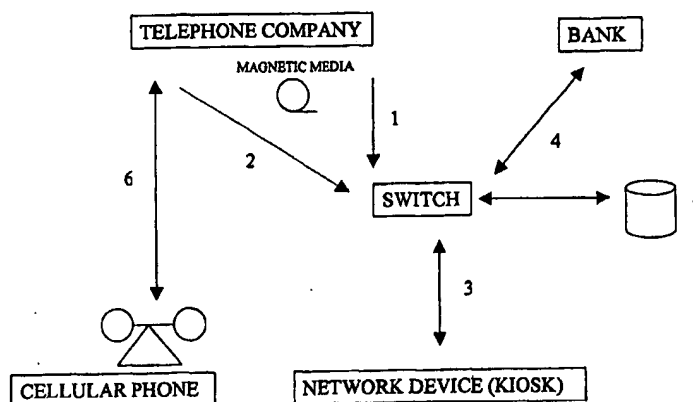 TELEPHONE COMPANY
BANK
MAGNETIC MEDIA
1
4
2
6
SWITCH
3
CELLULAR PHONE
NETWORK DEVICE (KIOSK)